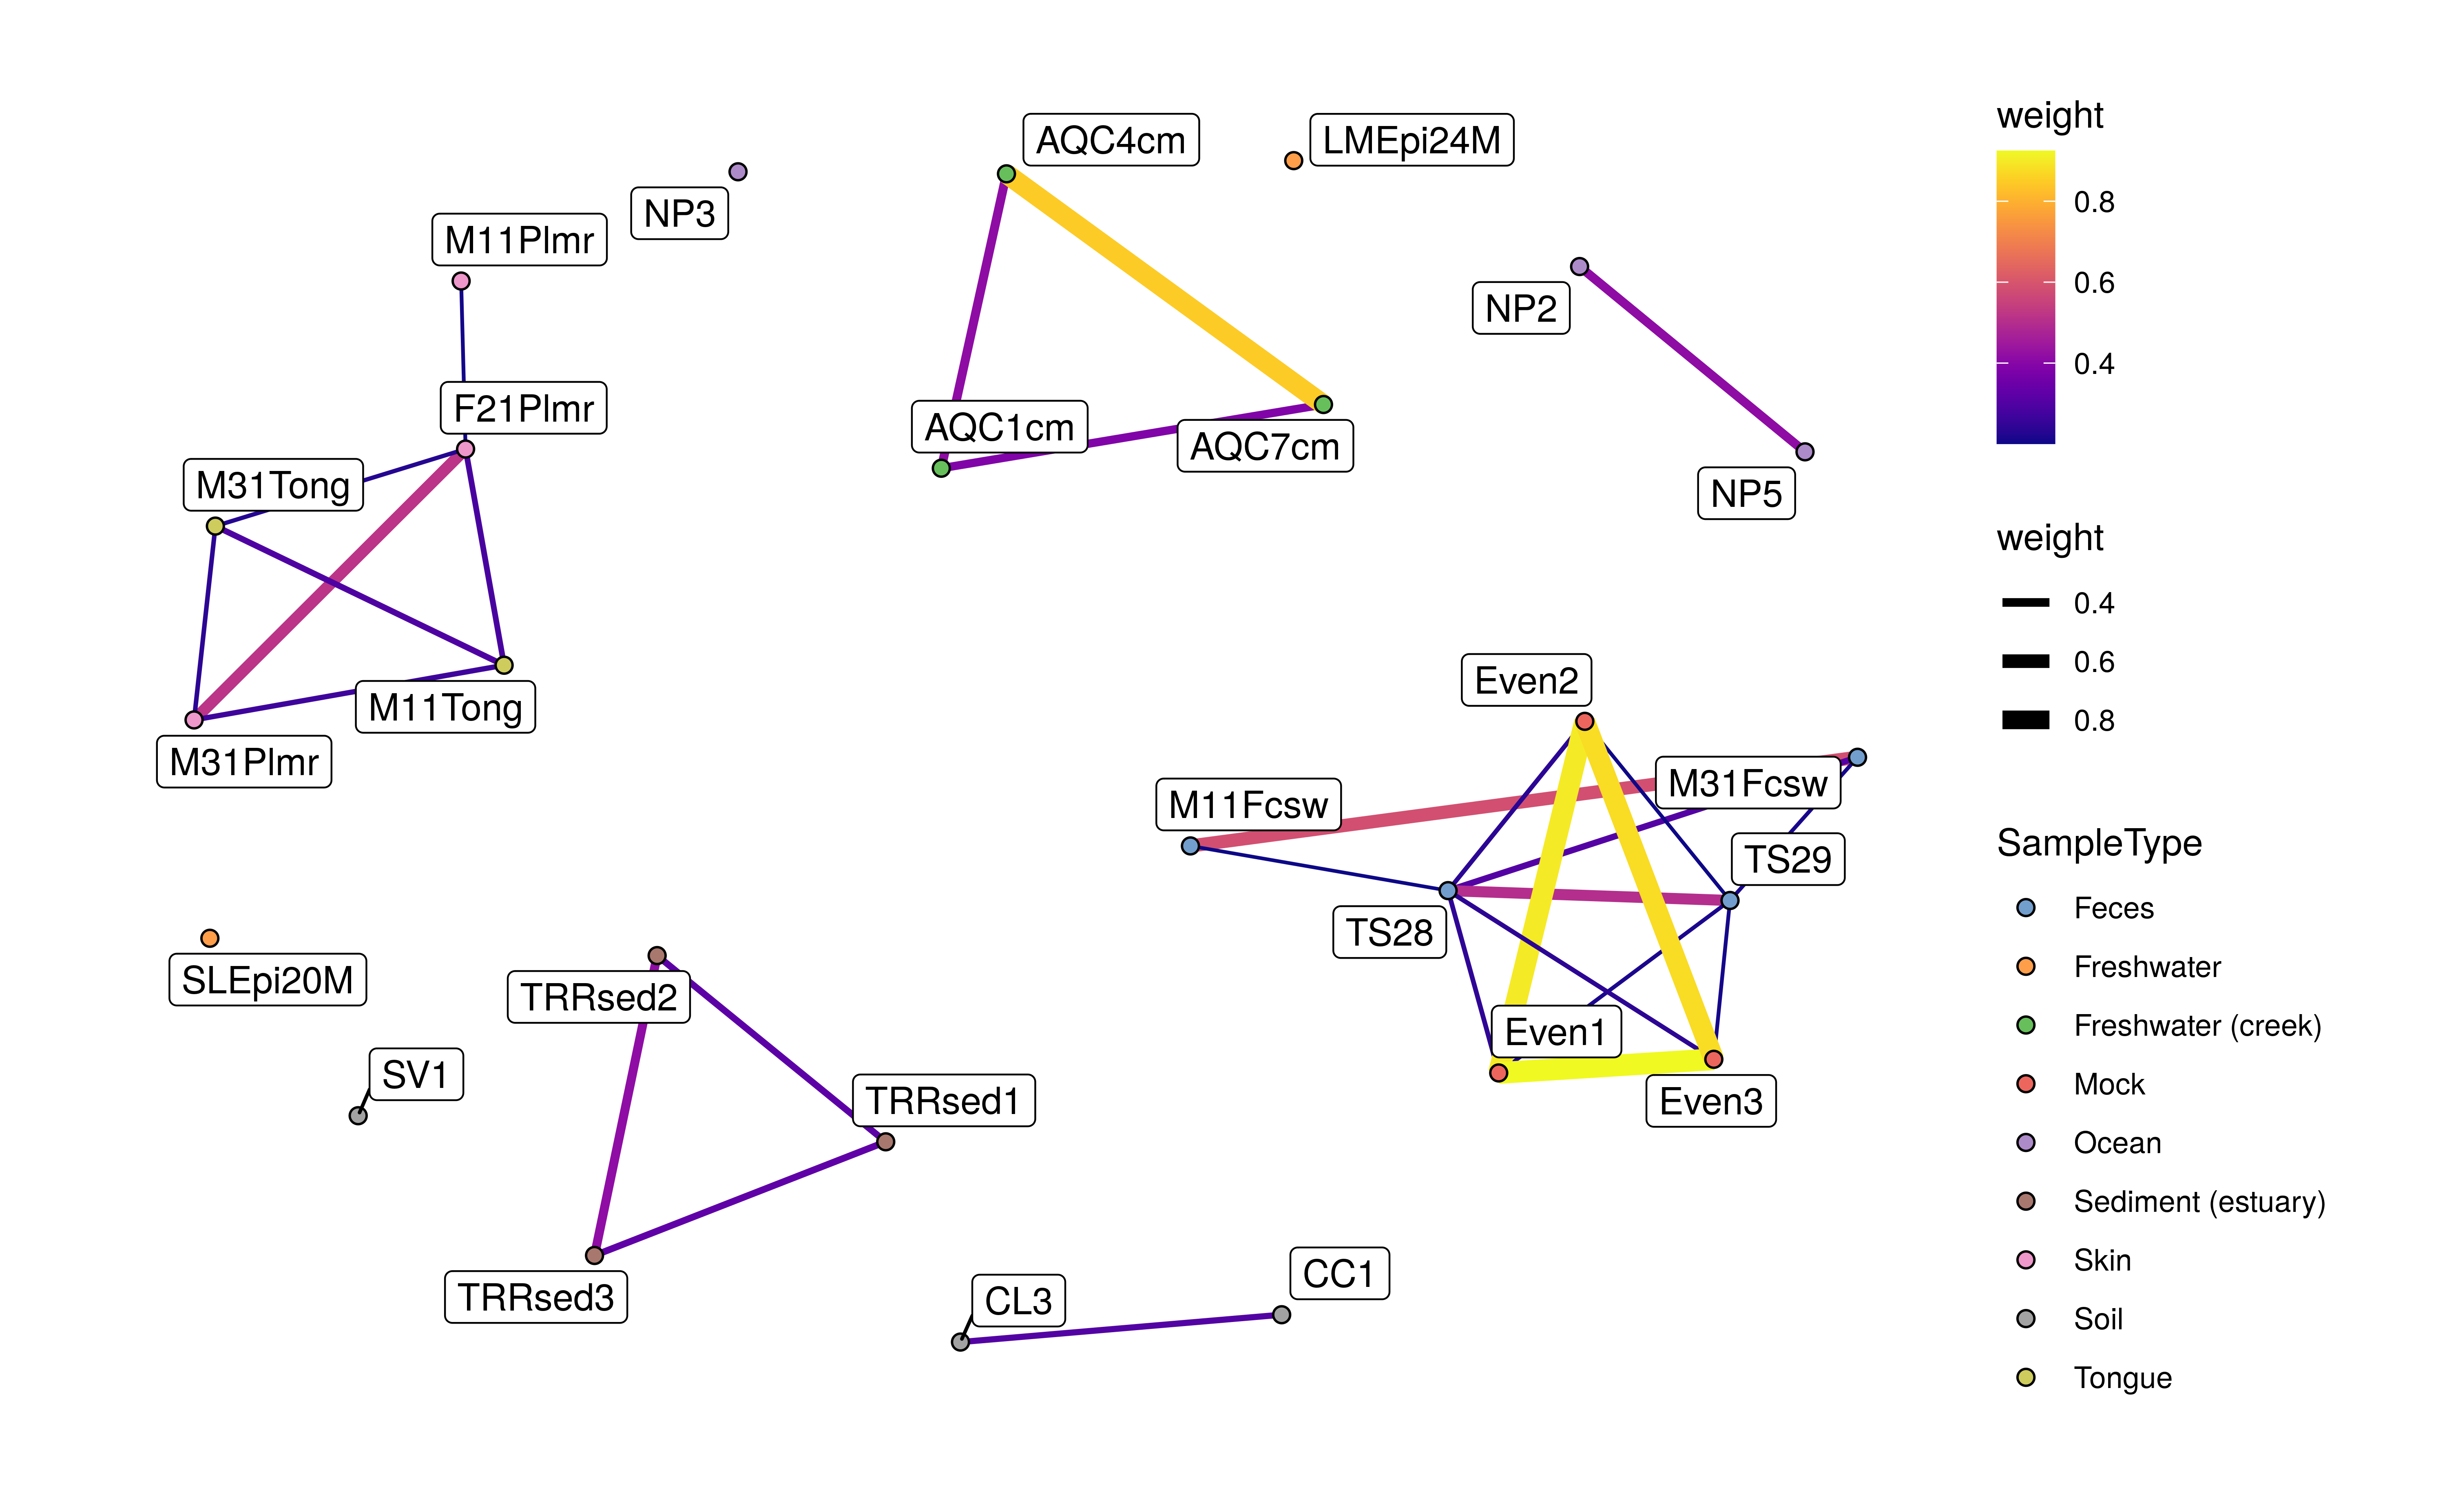 AQC4cm
LMEpi24M
NP3
M11Plmr
NP2
F21Plmr
AQC1cm
AQC7cm
M31Tong
NP5
M11Tong
M31Plmr
Even2
M31Fcsw
M11Fcsw
TS29
TS28
SLEpi20M
TRRsed2
Even1
SV1
TRRsed1
Even3
TRRsed3
CL3
CC1
weight
0.8
0.6
0.4
weight
0.4
0.6
0.8
SampleType
Feces
Freshwater
Freshwater (creek)
Mock
Ocean
Sediment (estuary)
Skin
Soil
Tongue